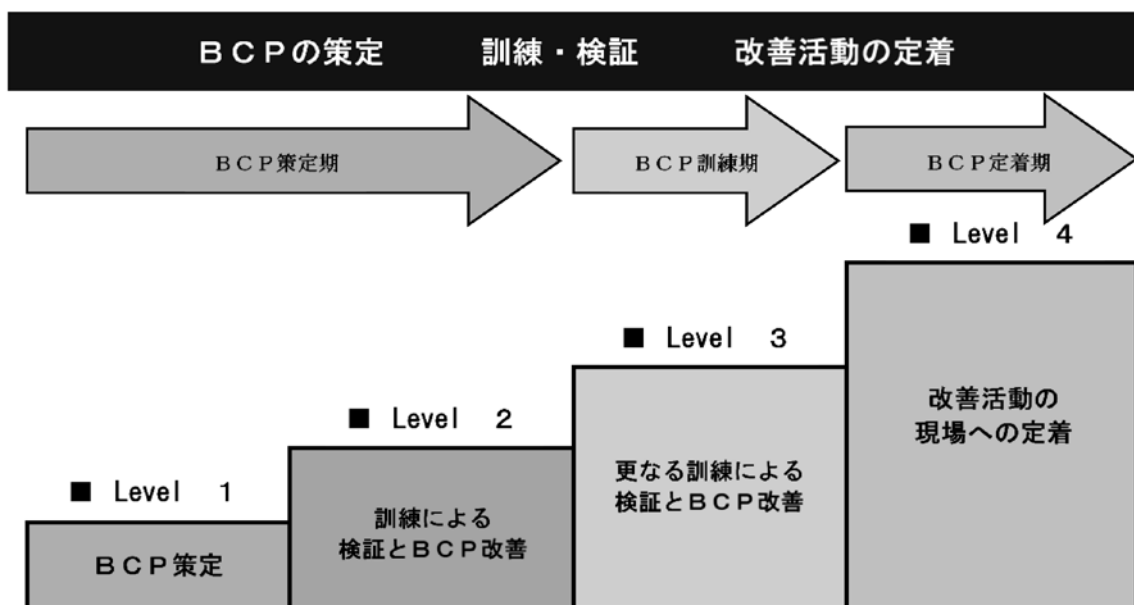 BCPの策定　訓練・検証　改善活動の定着
BCP策定期
BCP訓練期
BCP定着期
■ Level 4
■ Level 3
■ Level 2
■ Level 1
改善活動の
現場への定着
更なる訓練による
検証とBCP改善
訓練による
検証とBCP改善
BCP策定